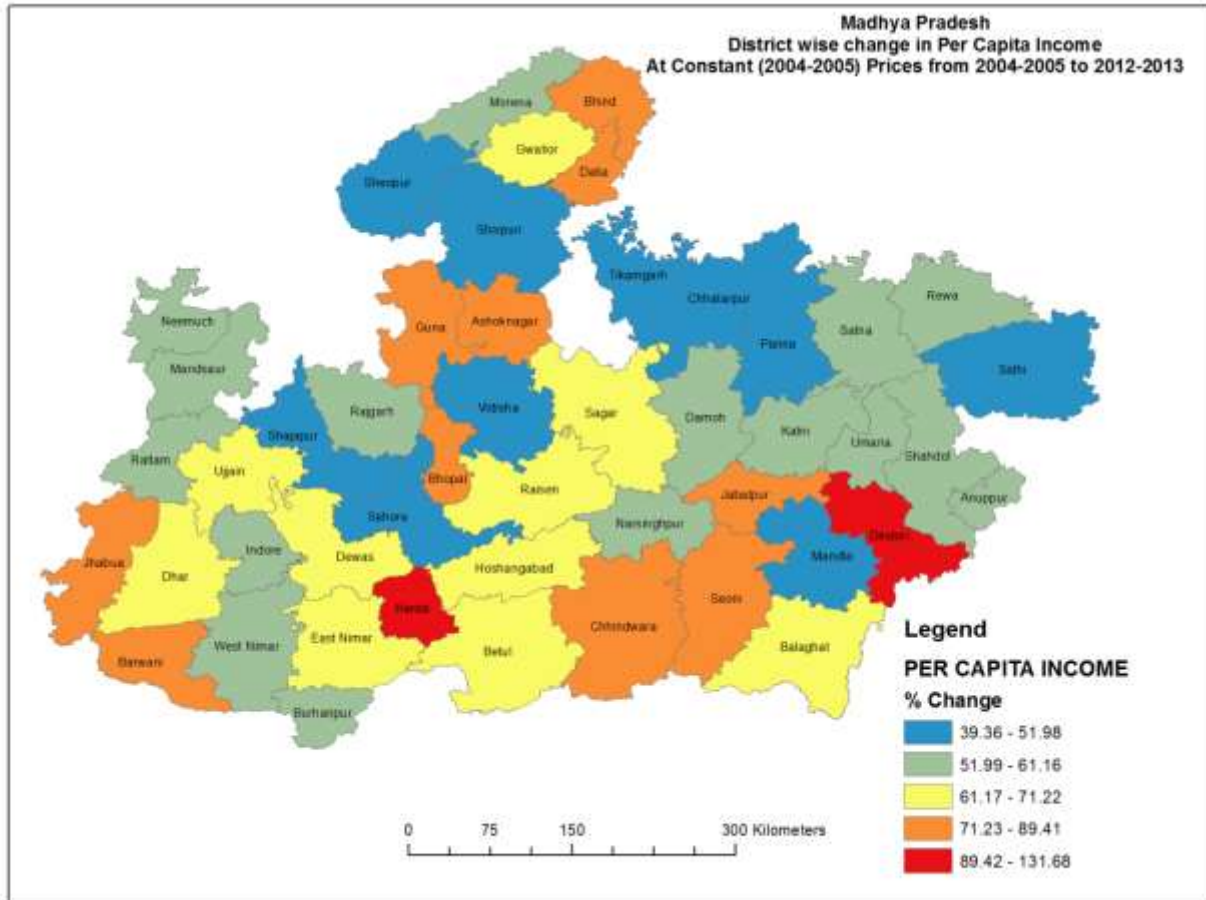 Madhya Pradesh
District wise change in Per Capita Income
At Constant (2004-2005) Prices from 2004-2005 to 2012-2013
Morena
Bhind
Gwalior
Datia
Sheopur
Shivpuri
Tikamgarh
Chhatarpur
Panna
Satna
Rewa
Sidhi
Neemuch
Mandsaur
Guna
Ashoknagar
Ratlam
Ujjain
Shajapur
Rajgarh
Vidisha
Sagar
Damoh
Katni
Umaria
Shahdol
Anuppur
Bhopal
Raisen
Jabalpur
Narsinghpur
Sehore
Jhabua
Dhar
Indore
Dewas
Hoshangabad
Mandla
Dindori
Harda
Seoni
Chhindwara
Barwani
West Nimar
East Nimar
Betul
Balaghat
Burhanpur
Legend
PER CAPITA INCOME
% Change
39.36 - 51.98
51.99 - 61.16
61.17 - 71.22
71.23 - 89.41
89.42 - 131.68
0 75 150 300 Kilometers